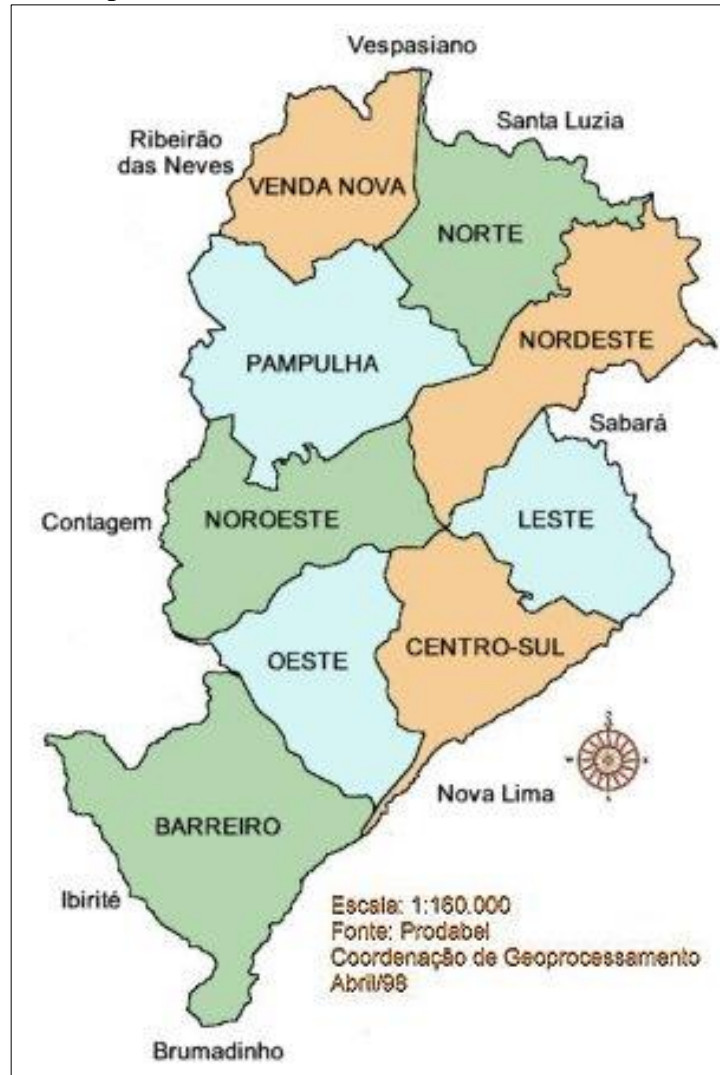 Vespasiano
Santa Luzia
Ribeirão
das Neves
VENDA NOVA
NORTE
NORDESTE
PAMPULHA
Sabará
Contagem
NOROESTE
LESTE
OESTE
CENTRO-SUL
Nova Lima
BARREIRO
Ibirité
Escala: 1:160.000
Fonte: Prodabel
Coordenação de Geoprocessamento
Abril/98
Brumadinho